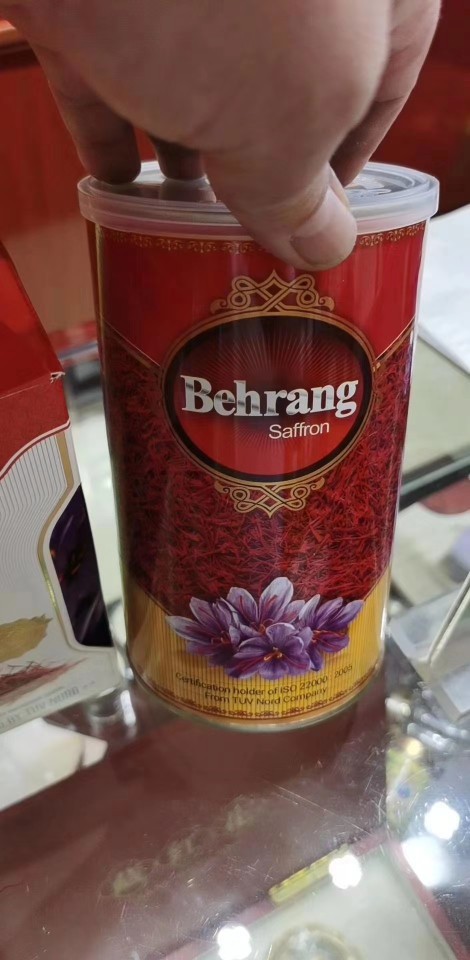 Behrang
Saffron
Certification holder of ISO 22000 : 2005
From TUV Nord Company